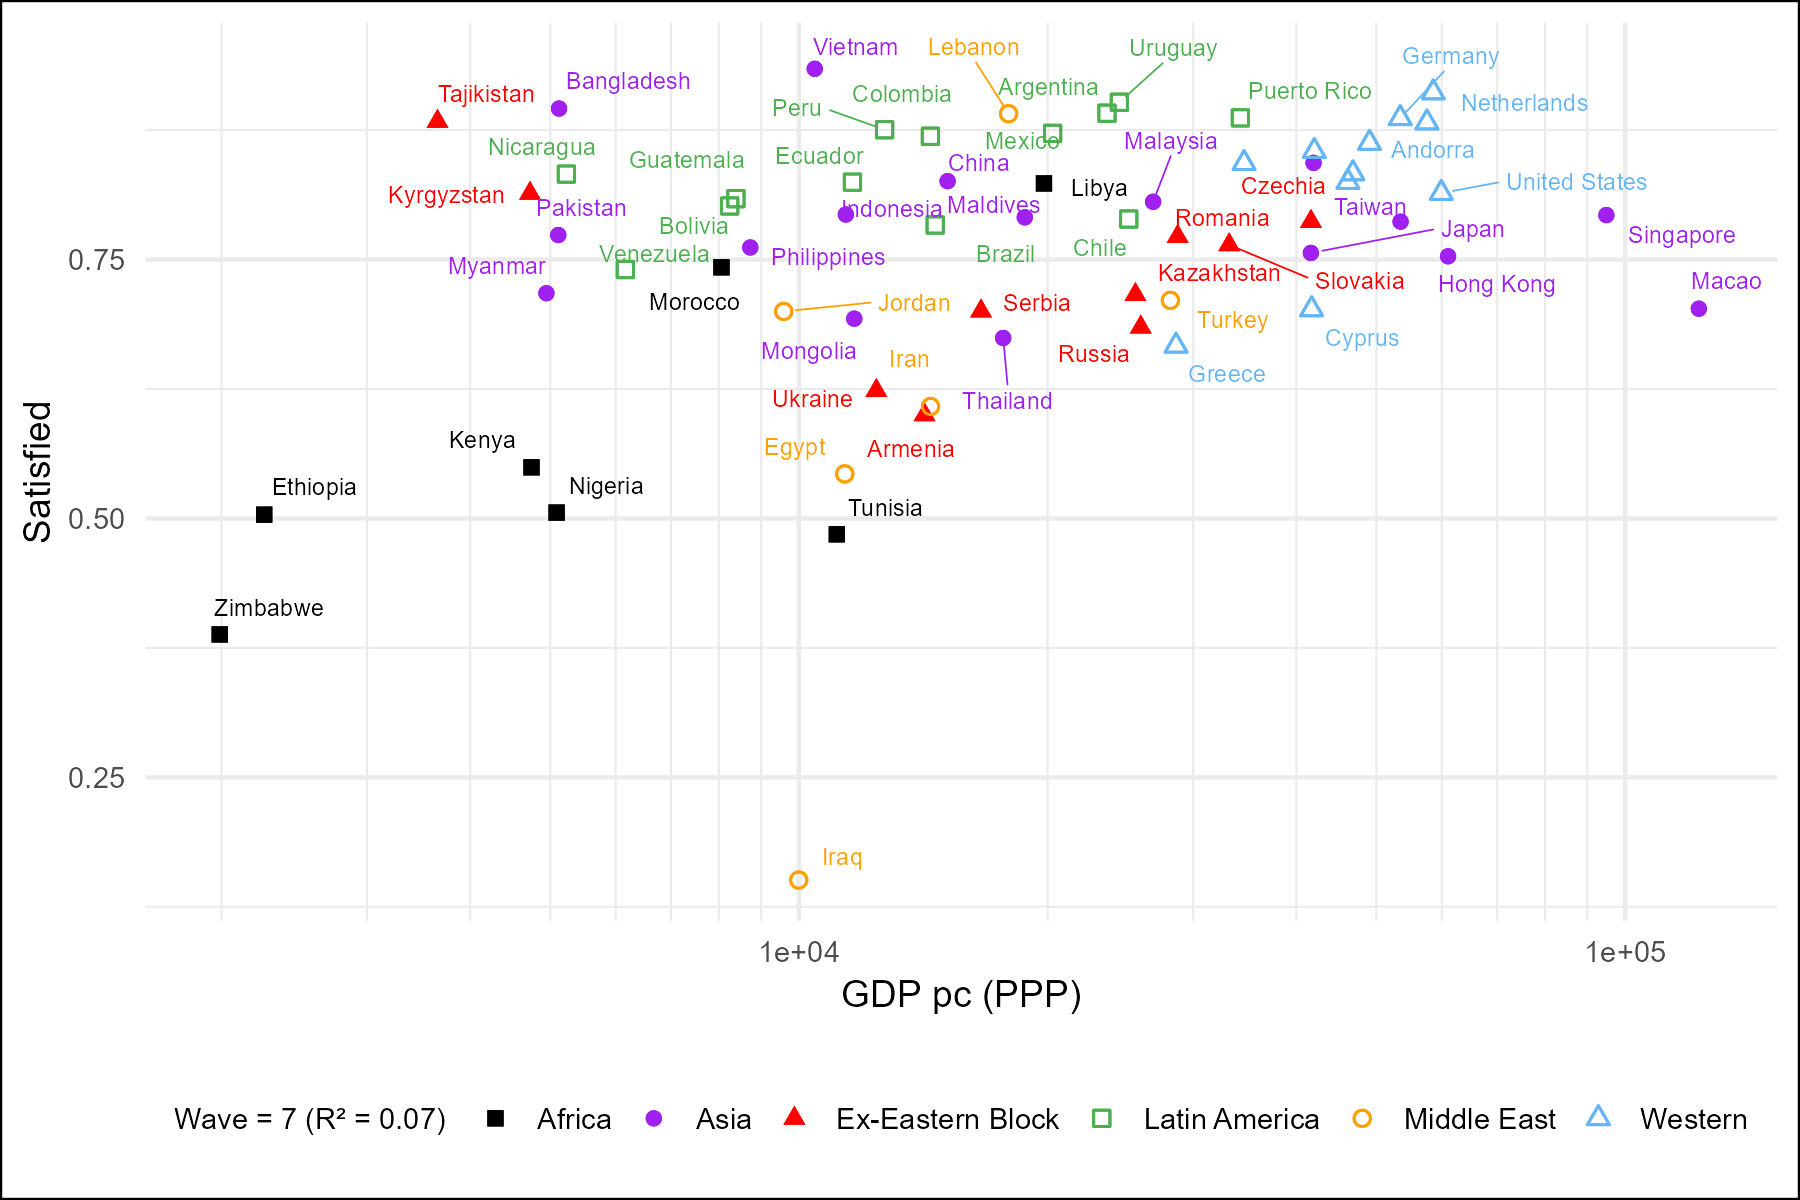 Vietnam
Lebanon
Uruguay
Germany
Bangladesh
Tajikistan
Colombia
Argentina
Puerto Rico
Netherlands
Peru
Nicaragua
Guatemala
Ecuador
Mexico
Malaysia
Andorra
China
Kyrgyzstan
Libya
Czechia
United States
Pakistan
Indonesia
Maldives
Romania
Taiwan
Bolivia
Japan
Singapore
Venezuela
Philippines
Brazil
Chile
0.75
Myanmar
Kazakhstan
Slovakia
Hong Kong
Macao
Morocco
Jordan
Serbia
Turkey
Cyprus
Mongolia
Iran
Russia
Greece
Ukraine
Thailand
Kenya
Egypt
Armenia
Ethiopia
Nigeria
Tunisia
0.50
Satisfied
Zimbabwe
0.25
Iraq
1e+04
1e+05
GDP pc (PPP)
Wave = 7 (R² = 0.07) Africa Asia Ex-Eastern Block Latin America Middle East Western